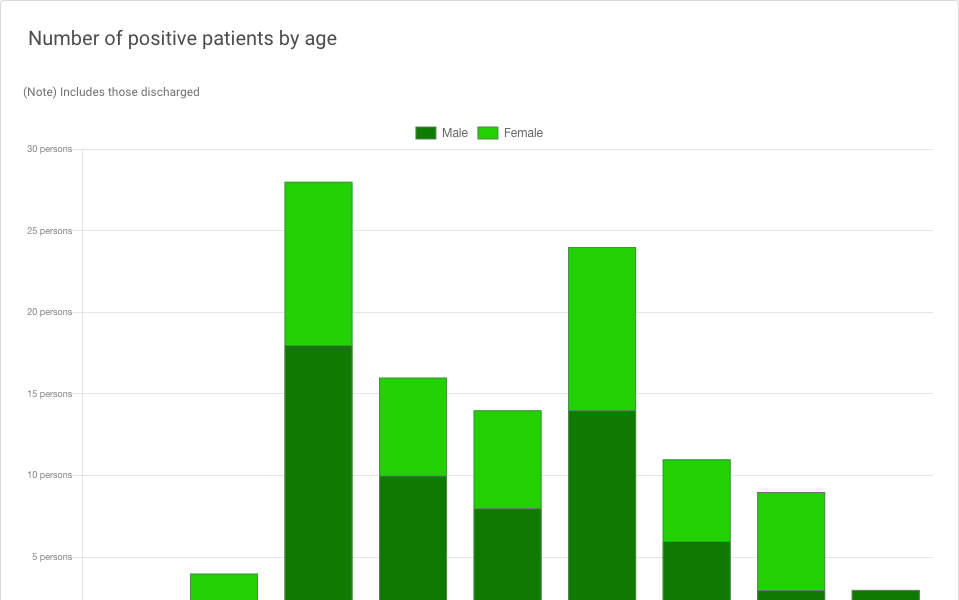 Number of positive patients by age
(Note) Includes those discharged
Male Female
30 persons
25 persons
20 persons
15 persons
10 persons
5 persons